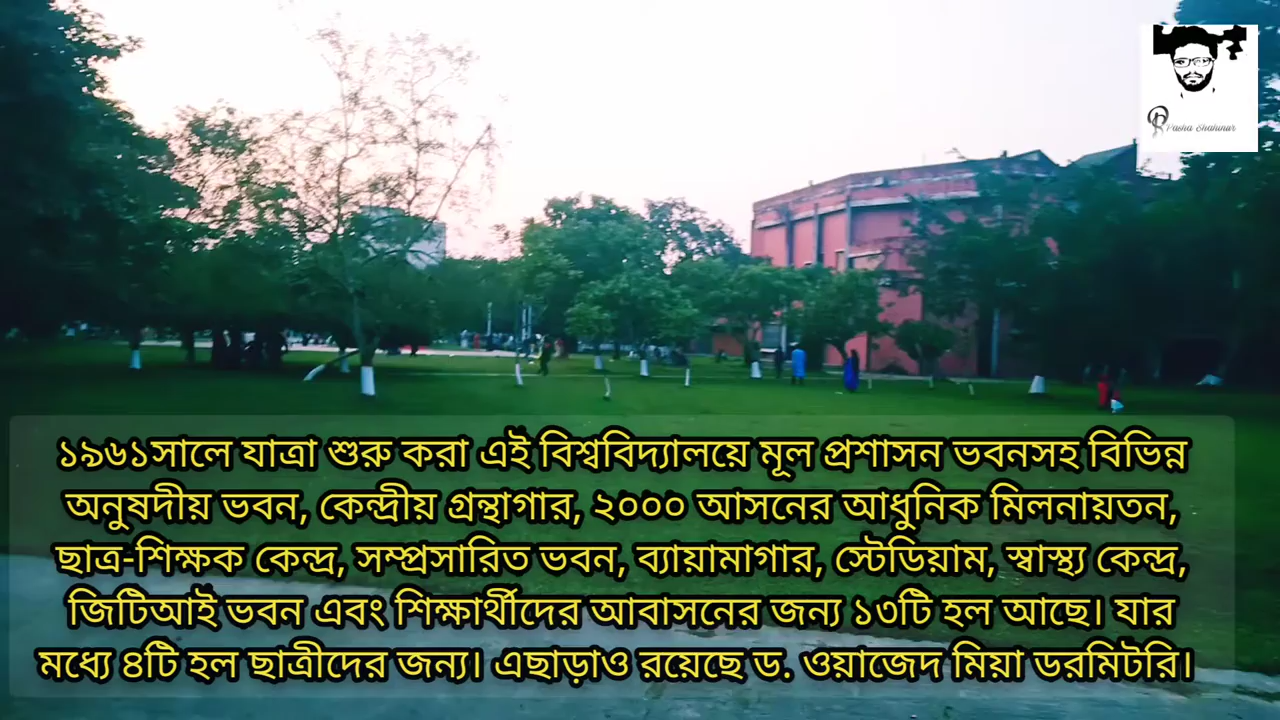 Pasha Shahinur
১৯৬১সালে যাত্রা শুরু করা এই বিশ্ববিদ্যালয়ে মূল প্রশাসন ভবনসহ বিভিন্ন
অনুষদীয় ভবন, কেন্দ্রীয় গ্রন্থাগার, ২০০০ আসনের আধুনিক মিলনায়তন,
ছাত্র-শিক্ষক কেন্দ্র, সম্প্রসারিত ভবন, ব্যায়ামাগার, স্টেডিয়াম, স্বাস্থ্য কেন্দ্র,
জিটিআই ভবন এবং শিক্ষার্থীদের আবাসনের জন্য ১৩টি হল আছে। যার
মধ্যে ৪টি হল ছাত্রীদের জন্য। এছাড়াও রয়েছে ড. ওয়াজেদ মিয়া ডরমিটরি।